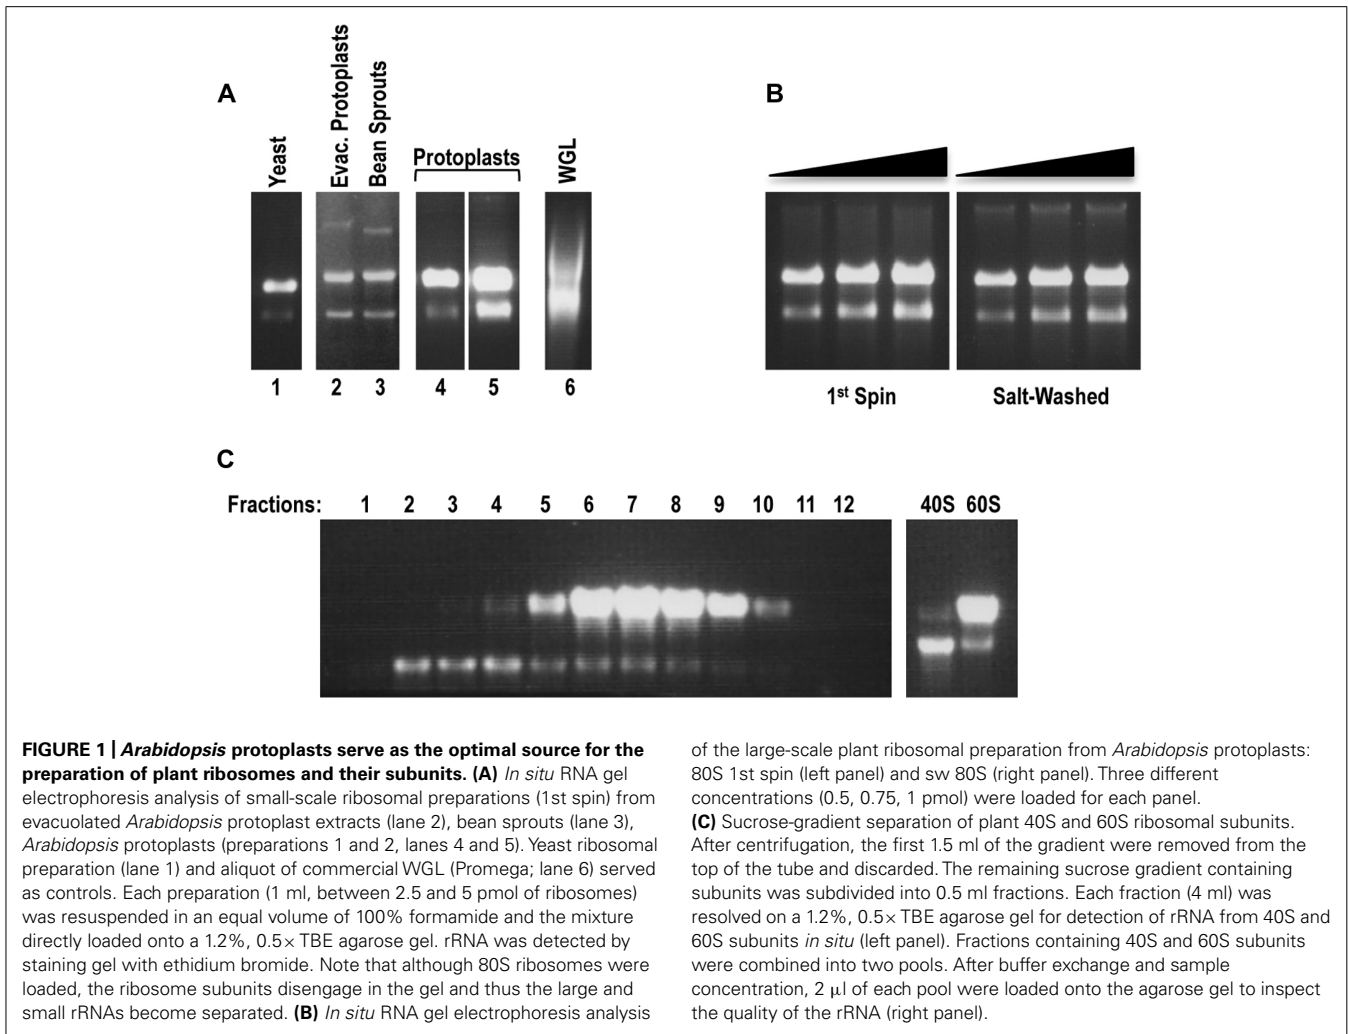 A
B
Yeast
Evac. Protoplasts
Bean Sprouts
Protoplasts
WGL
1 2 3 4 5 6
1st Spin Salt-Washed
C
Fractions: 1 2 3 4 5 6 7 8 9 10 11 12 40S 60S
FIGURE 1 | Arabidopsis protoplasts serve as the optimal source for the
preparation of plant ribosomes and their subunits. (A) In situ RNA gel
electrophoresis analysis of small-scale ribosomal preparations (1st spin) from
evacuolated Arabidopsis protoplast extracts (lane 2), bean sprouts (lane 3),
Arabidopsis protoplasts (preparations 1 and 2, lanes 4 and 5). Yeast ribosomal
preparation (lane 1) and aliquot of commercial WGL (Promega; lane 6) served
as controls. Each preparation (1 ml, between 2.5 and 5 pmol of ribosomes)
was resuspended in an equal volume of 100% formamide and the mixture
directly loaded onto a 1.2%, 0.5× TBE agarose gel. rRNA was detected by
staining gel with ethidium bromide. Note that although 80S ribosomes were
loaded, the ribosome subunits disengage in the gel and thus the large and
small rRNAs become separated. (B) In situ RNA gel electrophoresis analysis
of the large-scale plant ribosomal preparation from Arabidopsis protoplasts:
80S 1st spin (left panel) and sw 80S (right panel). Three different
concentrations (0.5, 0.75, 1 pmol) were loaded for each panel.
(C) Sucrose-gradient separation of plant 40S and 60S ribosomal subunits.
After centrifugation, the first 1.5 ml of the gradient were removed from the
top of the tube and discarded. The remaining sucrose gradient containing
subunits was subdivided into 0.5 ml fractions. Each fraction (4 ml) was
resolved on a 1.2%, 0.5× TBE agarose gel for detection of rRNA from 40S and
60S subunits in situ (left panel). Fractions containing 40S and 60S subunits
were combined into two pools. After buffer exchange and sample
concentration, 2 μl of each pool were loaded onto the agarose gel to inspect
the quality of the rRNA (right panel).